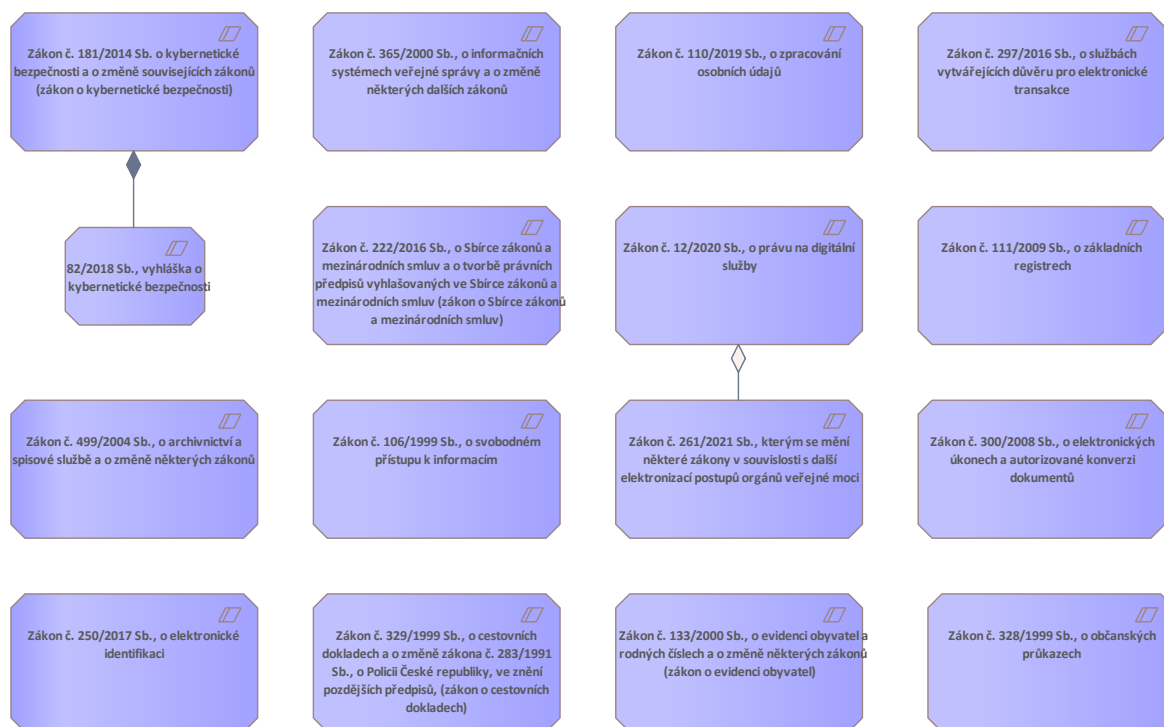 Zákon č. 181/2014 Sb. o kybernetické
bezpečnosti a o změně souvisejících zákonů
(zákon o kybernetické bezpečnosti)
Zákon č. 365/2000 Sb., o informačních
systémech veřejné správy a o změně
některých dalších zákonů
Zákon č. 110/2019 Sb., o zpracování
osobních údajů
Zákon č. 297/2016 Sb., o službách
vytvářejících důvěru pro elektronické
transakce
82/2018 Sb., vyhláška o
kybernetické bezpečnosti
Zákon č. 222/2016 Sb., o Sbírce zákonů a
mezinárodních smluv a o tvorbě právních
předpisů vyhlašovaných ve Sbírce zákonů a
mezinárodních smluv (zákon o Sbírce zákonů
a mezinárodních smluv)
Zákon č. 12/2020 Sb., o právu na digitální
služby
Zákon č. 111/2009 Sb., o základních
registrech
Zákon č. 499/2004 Sb., o archivnictví a
spisové službě a o změně některých zákonů
Zákon č. 106/1999 Sb., o svobodném
přístupu k informacím
Zákon č. 261/2021 Sb., kterým se mění
některé zákony v souvislosti s další
elektronizací postupů orgánů veřejné moci
Zákon č. 300/2008 Sb., o elektronických
úkonech a autorizované konverzi
dokumentů
Zákon č. 250/2017 Sb., o elektronické
identifikaci
Zákon č. 329/1999 Sb., o cestovních
dokladech a o změně zákona č. 283/1991
Sb., o Policii České republiky, ve znění
pozdějších předpisů, (zákon o cestovních
dokladech)
Zákon č. 133/2000 Sb., o evidenci obyvatel a
rodných číslech a o změně některých zákonů
(zákon o evidenci obyvatel)
Zákon č. 328/1999 Sb., o občanských
průkazech